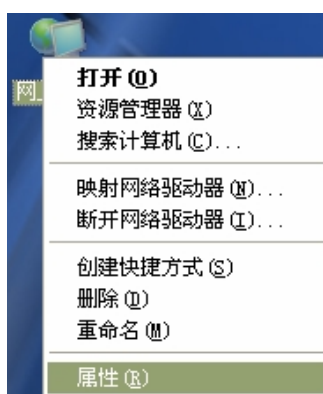 网
打开(O)
资源管理器(X)
搜索计算机(C)...
映射网络驱动器(N)...
断开网络驱动器(I)...
创建快捷方式(S)
删除(D)
重命名(M)
属性(R)